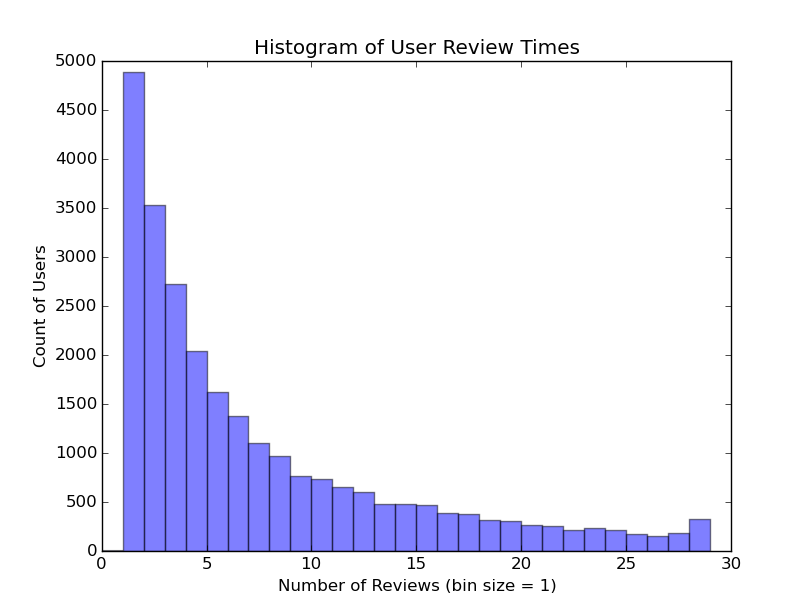 Histogram of User Review Times
5000
4500
4000
3500
3000
2500
2000
1500
1000
500
0
0 5 10 15 20 25 30
Count of Users
Number of Reviews (bin size = 1)